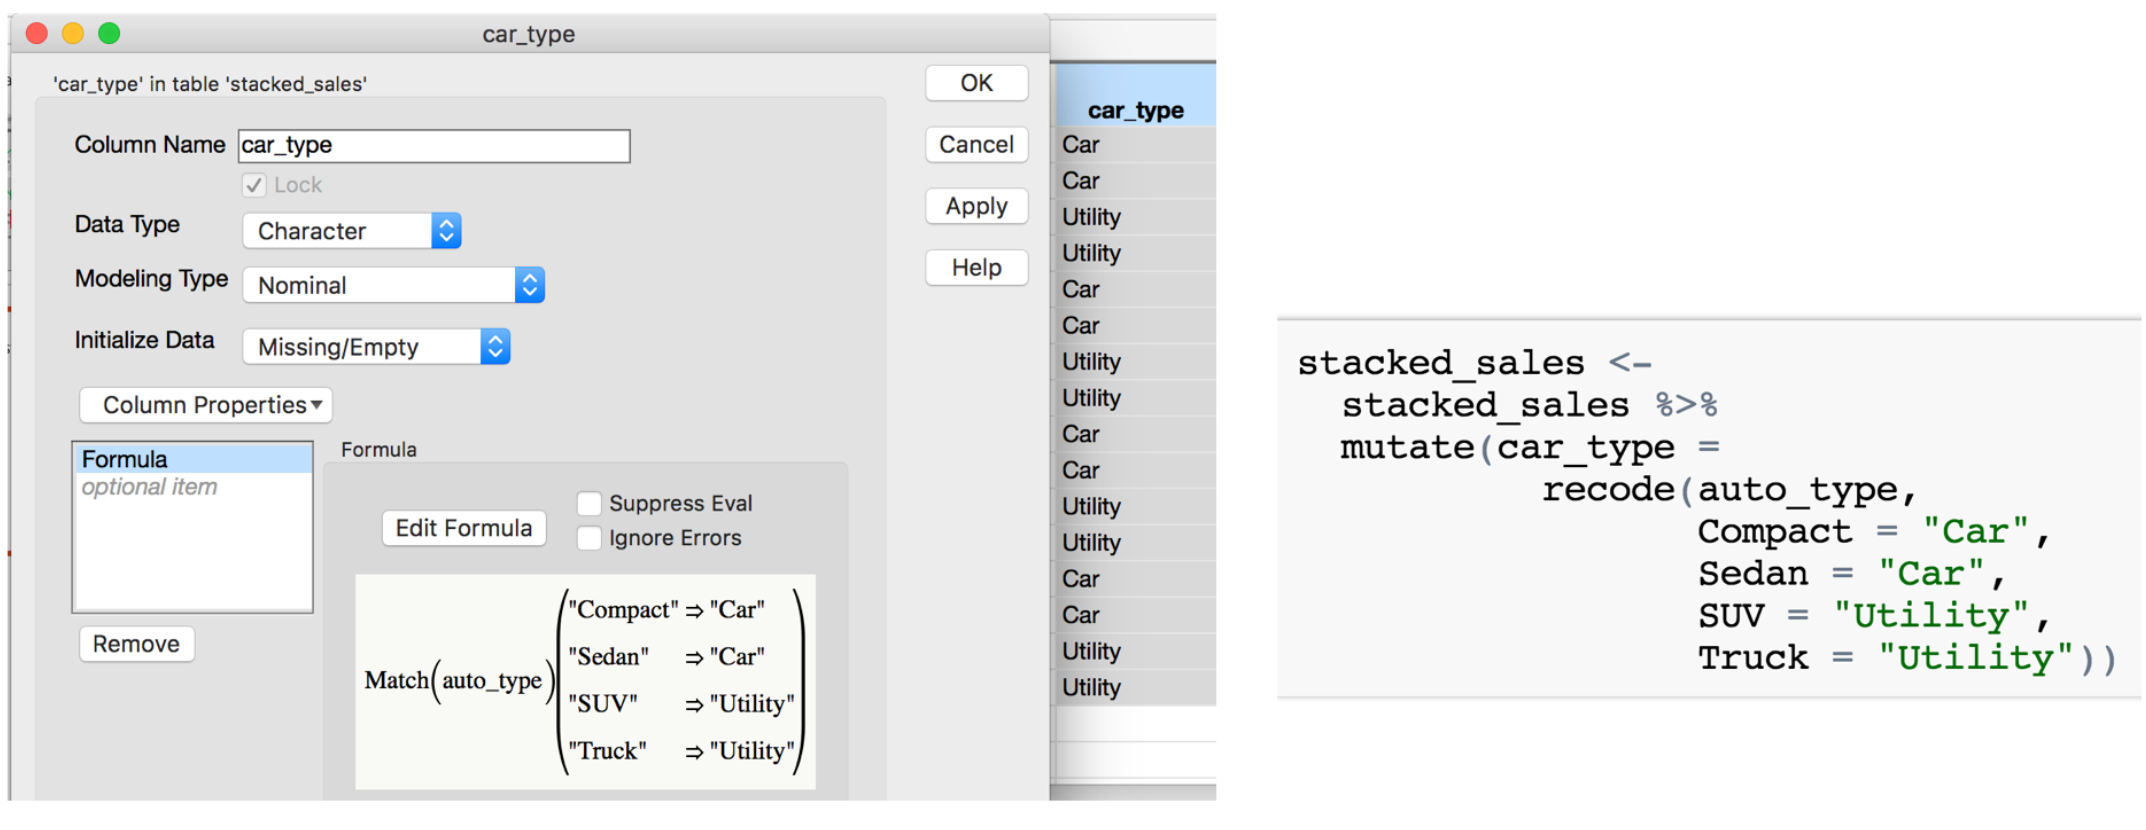 car_type
'car_type' in table 'stacked_sales'
OK
Column Name car_type
Cancel
Lock
Data Type Character
Apply
Modeling Type Nominal
Help
Initialize Data Missing/Empty
Column Properties
Formula
optional item
Remove
Formula
Edit Formula
Suppress Eval
Ignore Errors
Match(auto_type)
"Compact" ⇒ "Car"
"Sedan" ⇒ "Car"
"SUV" ⇒ "Utility"
"Truck" ⇒ "Utility"
car_type
Car
Car
Utility
Utility
Car
Car
Utility
Utility
Car
Car
Utility
Utility
Car
Car
Utility
Utility
stacked_sales <-
stacked_sales %>%
mutate(car_type =
recode(auto_type,
Compact = "Car",
Sedan = "Car",
SUV = "Utility",
Truck = "Utility"))